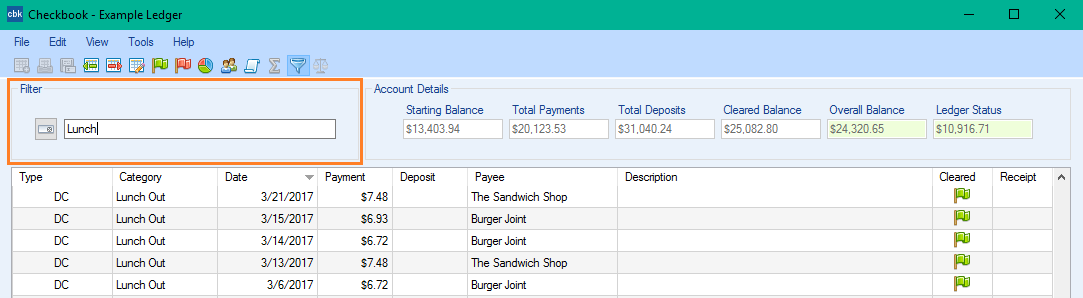 cbk Checkbook - Example Ledger
File Edit View Tools Help
Filter
Lunch
Account Details
Starting Balance Total Payments Total Deposits Cleared Balance Overall Balance Ledger Status
$13,403.94 $20,123.53 $31,040.24 $25,082.80 $24,320.65 $10,916.71
Type Category Date Payment Deposit Payee Description Cleared Receipt
DC Lunch Out 3/21/2017 $7.48 The Sandwich Shop
DC Lunch Out 3/15/2017 $6.93 Burger Joint
DC Lunch Out 3/14/2017 $6.72 Burger Joint
DC Lunch Out 3/13/2017 $7.48 The Sandwich Shop
DC Lunch Out 3/6/2017 $6.72 Burger Joint